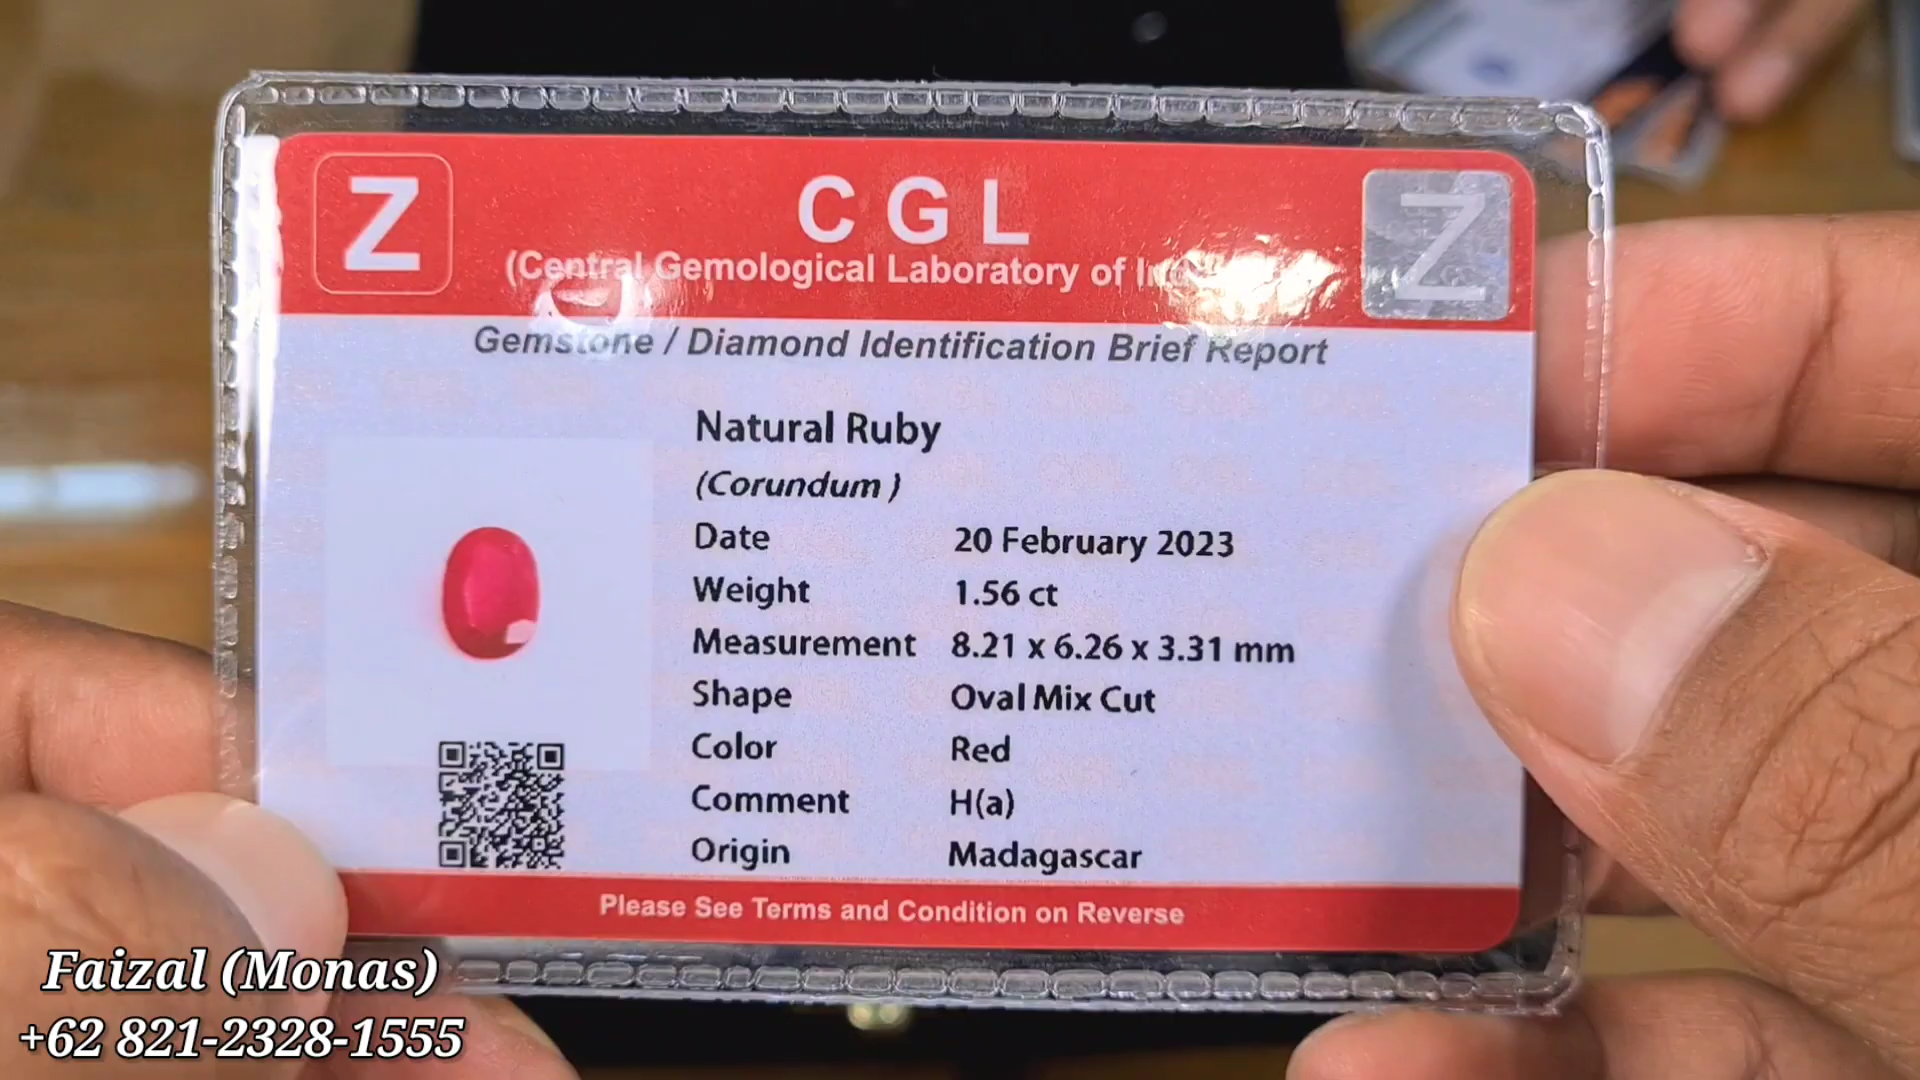 Z
C G L
Z
(Central Gemological Laboratory of
Gemstone / Diamond Identification Brief Report
Natural Ruby
(Corundum )
Date 20 February 2023
Weight 1.56 ct
Measurement 8.21 x 6.26 x 3.31 mm
Shape Oval Mix Cut
Color Red
Comment H(a)
Origin Madagascar
Please See Terms and Condition on Reverse
Faizal (Monas)
+62 821-2328-1555